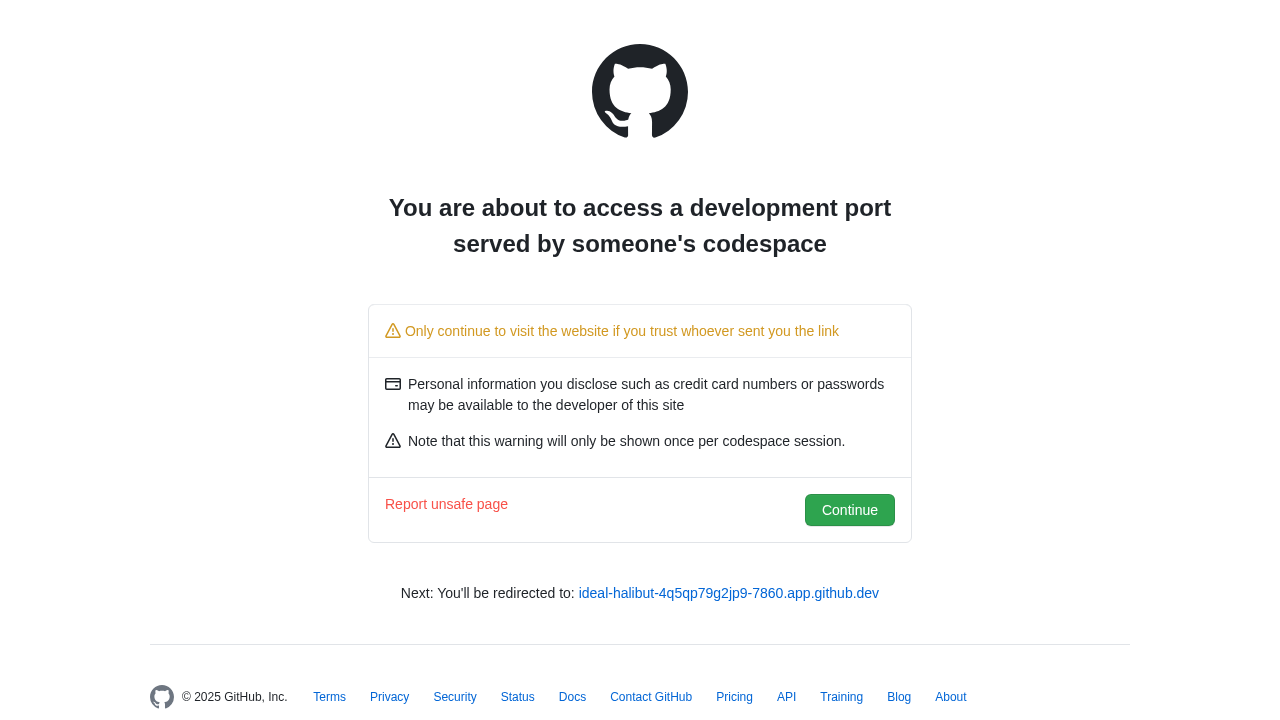 You are about to access a development port
served by someone's codespace
Only continue to visit the website if you trust whoever sent you the link
Personal information you disclose such as credit card numbers or passwords
may be available to the developer of this site
Note that this warning will only be shown once per codespace session.
Report unsafe page
Continue
Next: You'll be redirected to: ideal-halibut-4q5qp79g2jp9-7860.app.github.dev
© 2025 GitHub, Inc. Terms Privacy Security Status Docs Contact GitHub Pricing API Training Blog About